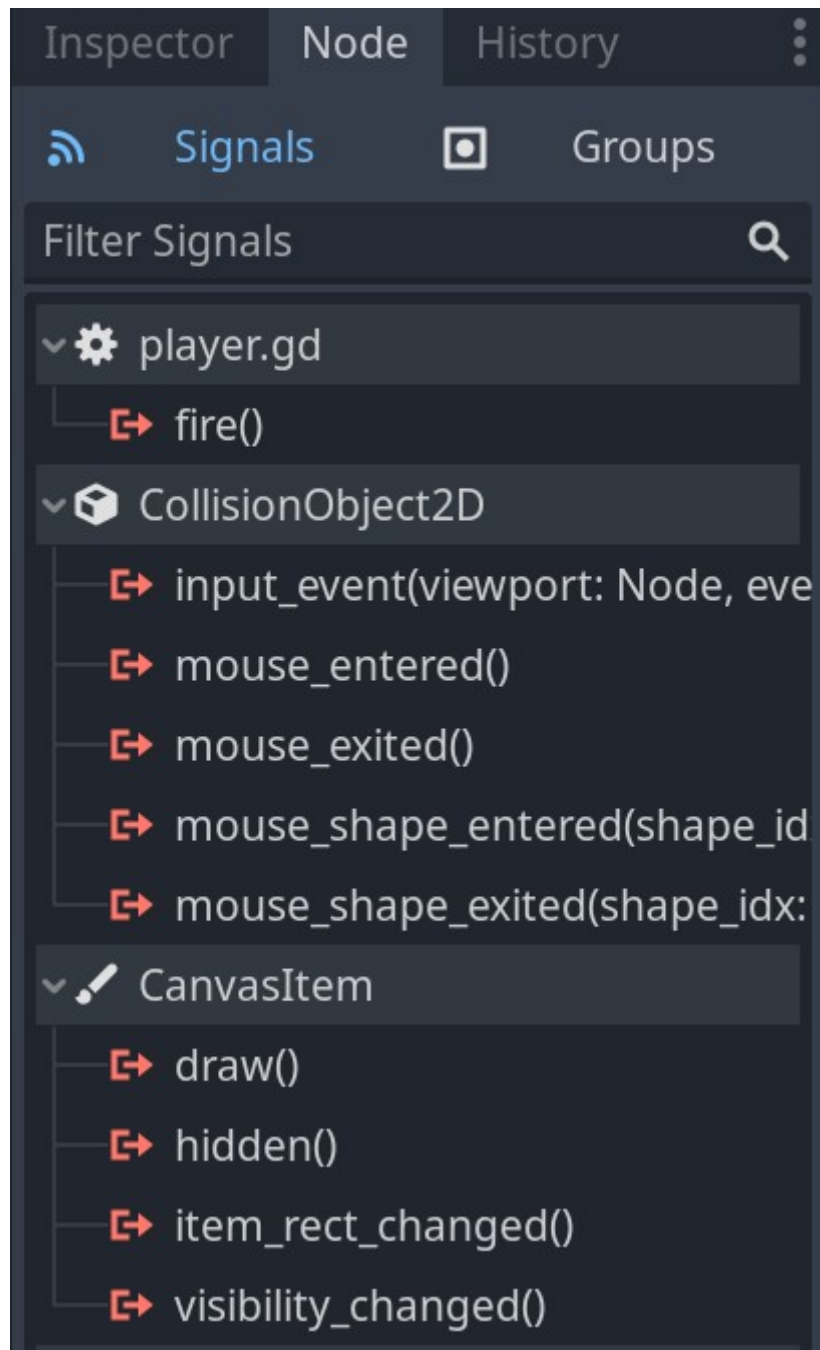 Inspector Node History
Signals Groups
Filter Signals
player.gd
fire()
CollisionObject2D
input_event(viewport: Node, eve
mouse_entered()
mouse_exited()
mouse_shape_entered(shape_id
mouse_shape_exited(shape_idx:
CanvasItem
draw()
hidden()
item_rect_changed()
visibility_changed()